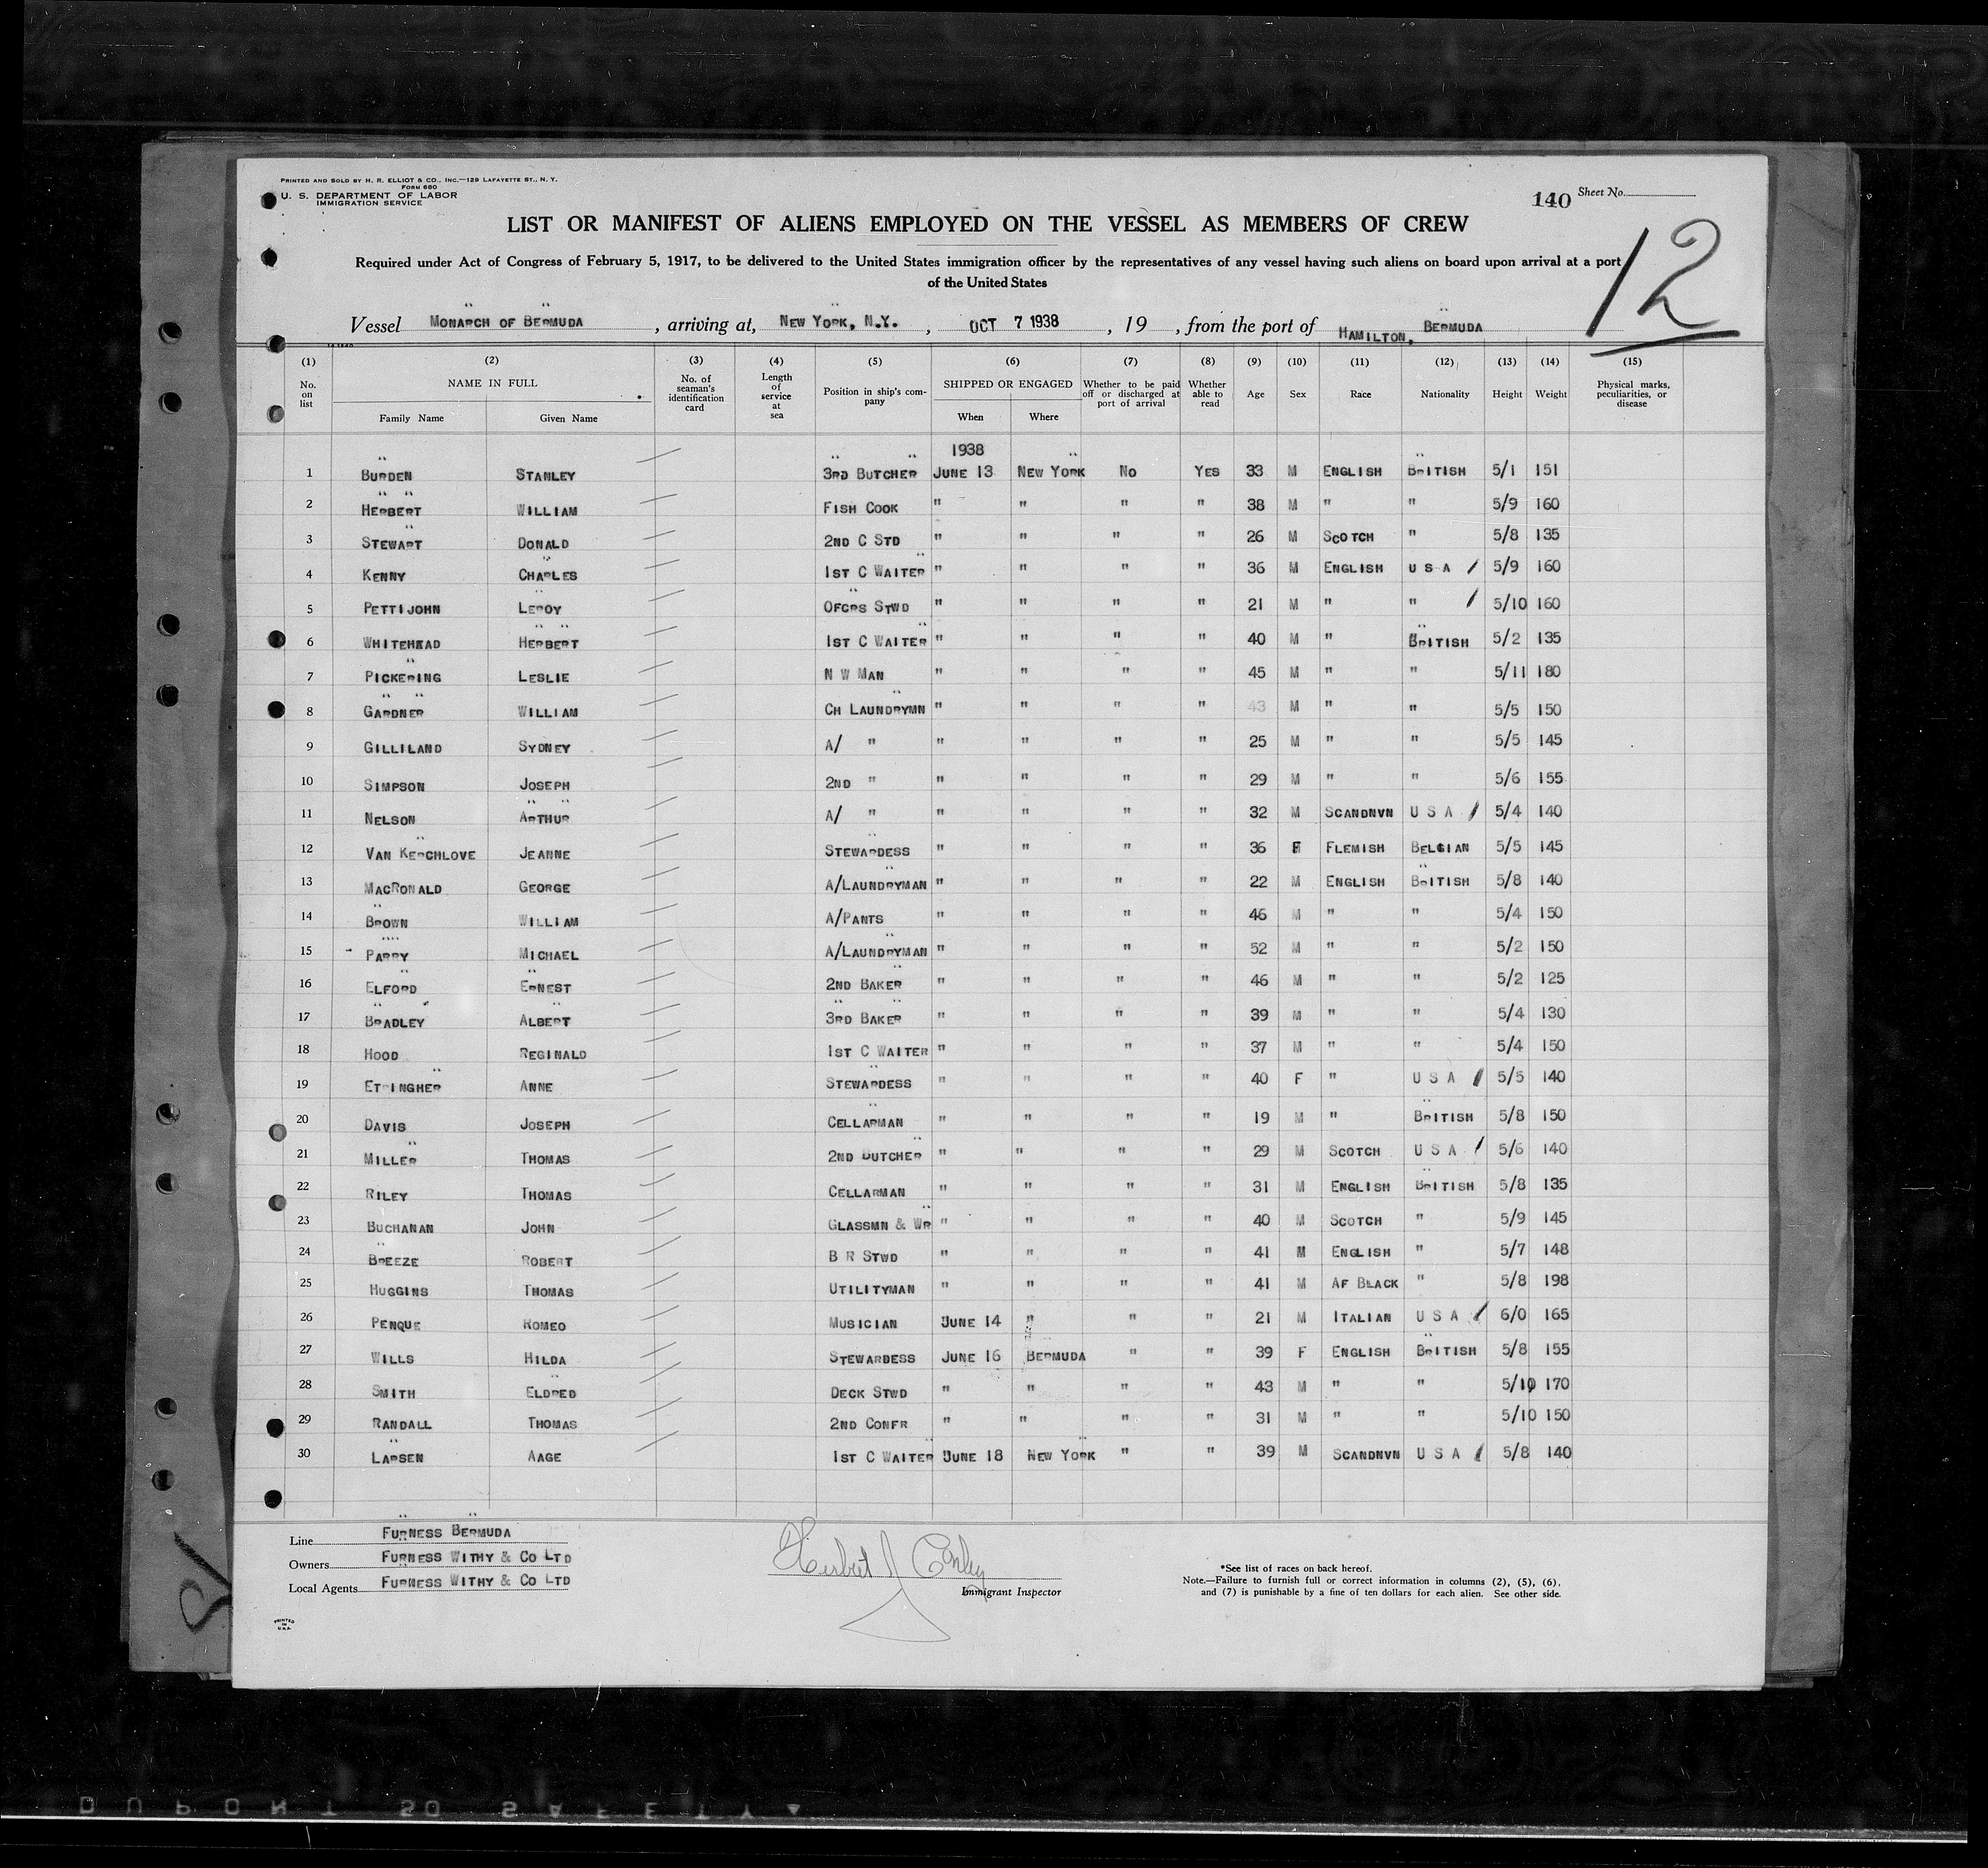 PRINTED AND SOLD BY H. R. ELLIOT & CO., INC.—129 LAFAYETTE ST., N. Y.
FORM 680
U. S. DEPARTMENT OF LABOR
IMMIGRATION SERVICE
140 Sheet No.
12
LIST OR MANIFEST OF ALIENS EMPLOYED ON THE VESSEL AS MEMBERS OF CREW
Required under Act of Congress of February 5, 1917, to be delivered to the United States immigration officer by the representatives of any vessel having such aliens on board upon arrival at a port
of the United States
Vessel MONARCH OF BERMUDA, arriving at, NEW YORK, N.Y., OCT 7 1938, 19, from the port of HAMILTON, BERMUDA
(1) (2) (3) (4) (5) (6) (7) (8) (9) (10) (11) (12) (13) (14) (15)
No. on list NAME IN FULL No. of seaman's identification card Length of service at sea Position in ship's company SHIPPED OR ENGAGED Whether to be paid off or discharged at port of arrival Whether able to read Age Sex Race Nationality Height Weight Physical marks, peculiarities, or disease
Family Name Given Name When Where
1938
1 BURDEN STANLEY 3RD BUTCHER JUNE 13 NEW YORK NO YES 33 M ENGLISH BRITISH 5/1 151
2 HERBERT WILLIAM FISH COOK " " " " 38 M " " 5/9 160
3 STEWART DONALD 2ND C STD " " " " 26 M SCOTCH " 5/8 135
4 KENNY CHARLES 1ST C WAITER " " " " 36 M ENGLISH U S A 5/9 160
5 PETTIJOHN LEROY OFCRS STWD " " " " 21 M " " 5/10 160
6 WHITEHEAD HERBERT 1ST C WAITER " " " " 40 M " BRITISH 5/2 135
7 PICKERING LESLIE N W MAN " " " " 45 M " " 5/11 180
8 GARDNER WILLIAM CH LAUNDRYMN " " " " 43 M " " 5/5 150
9 GILLILAND SYDNEY A/ " " " " " 25 M " " 5/5 145
10 SIMPSON JOSEPH 2ND " " " " " 29 M " " 5/6 155
11 NELSON ARTHUR A/ " " " " " 32 M SCANDNVN U S A 5/4 140
12 VAN KERCHLOVE JEANNE STEWARDESS " " " " 36 F FLEMISH BELGIAN 5/5 145
13 MACRONALD GEORGE A/LAUNDRYMAN " " " " 22 M ENGLISH BRITISH 5/8 140
14 BROWN WILLIAM A/PANTS " " " " 46 M " " 5/4 150
15 PARRY MICHAEL A/LAUNDRYMAN " " " " 52 M " " 5/2 150
16 ELFORD ERNEST 2ND BAKER " " " " 46 M " " 5/2 125
17 BRADLEY ALBERT 3RD BAKER " " " " 39 M " " 5/4 130
18 HOOD REGINALD 1ST C WAITER " " " " 37 M " " 5/4 150
19 ETRINGHER ANNE STEWARDESS " " " " 40 F " U S A 5/5 140
20 DAVIS JOSEPH CELLARMAN " " " " 19 M " BRITISH 5/8 150
21 MILLER THOMAS 2ND BUTCHER " " " " 29 M SCOTCH U S A 5/6 140
22 RILEY THOMAS CELLARMAN " " " " 31 M ENGLISH BRITISH 5/8 135
23 BUCHANAN JOHN GLASSMN & WR " " " " 40 M SCOTCH " 5/9 145
24 BREEZE ROBERT B R STWD " " " " 41 M ENGLISH " 5/7 148
25 HUGGINS THOMAS UTILITYMAN " " " " 41 M AF BLACK " 5/8 198
26 PENQUE ROMEO MUSICIAN JUNE 14 " " " 21 M ITALIAN U S A 6/0 165
27 WILLS HILDA STEWARDESS JUNE 16 BERMUDA " " 39 F ENGLISH BRITISH 5/8 155
28 SMITH ELDRED DECK STWD " " " " 43 M " " 5/10 170
29 RANDALL THOMAS 2ND CONFR " " " " 31 M " " 5/10 150
30 LARSEN AAGE 1ST C WAITER JUNE 18 NEW YORK " " 39 M SCANDNVN U S A 5/8 140
Line FURNESS BERMUDA
Owners FURNESS WITHY & CO LTD
Local Agents FURNESS WITHY & CO LTD
Herbert J Conley
Immigrant Inspector
*See list of races on back hereof.
Note.—Failure to furnish full or correct information in columns (2), (5), (6),
and (7) is punishable by a fine of ten dollars for each alien. See other side.
PRINTED IN U.S.A.
DUPONT 50 SAFETY